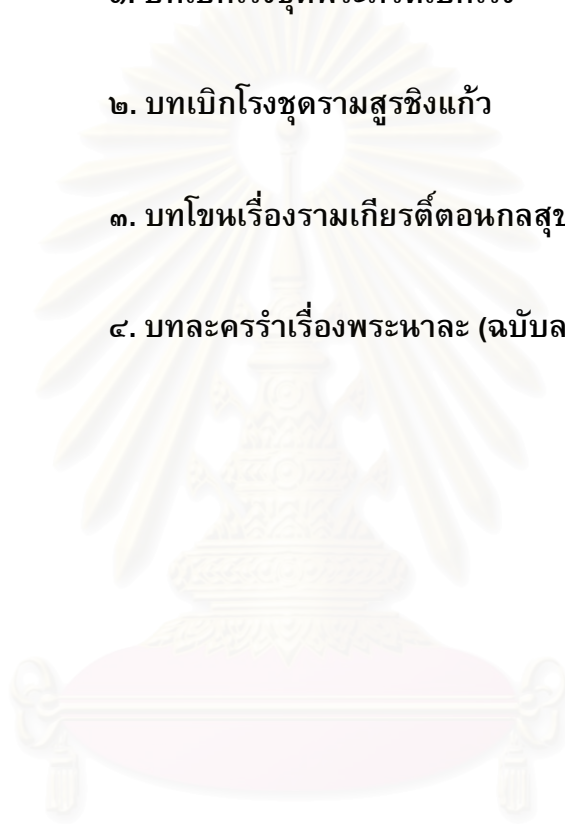 ๒. บทเบิกโรงชุดรามสูรชิงแก้ว
๓. บทโขนเรื่องรามเกียรติ์ตอนกลสุข
๔. บทละครรำเรื่องพระนาละ (ฉบับล